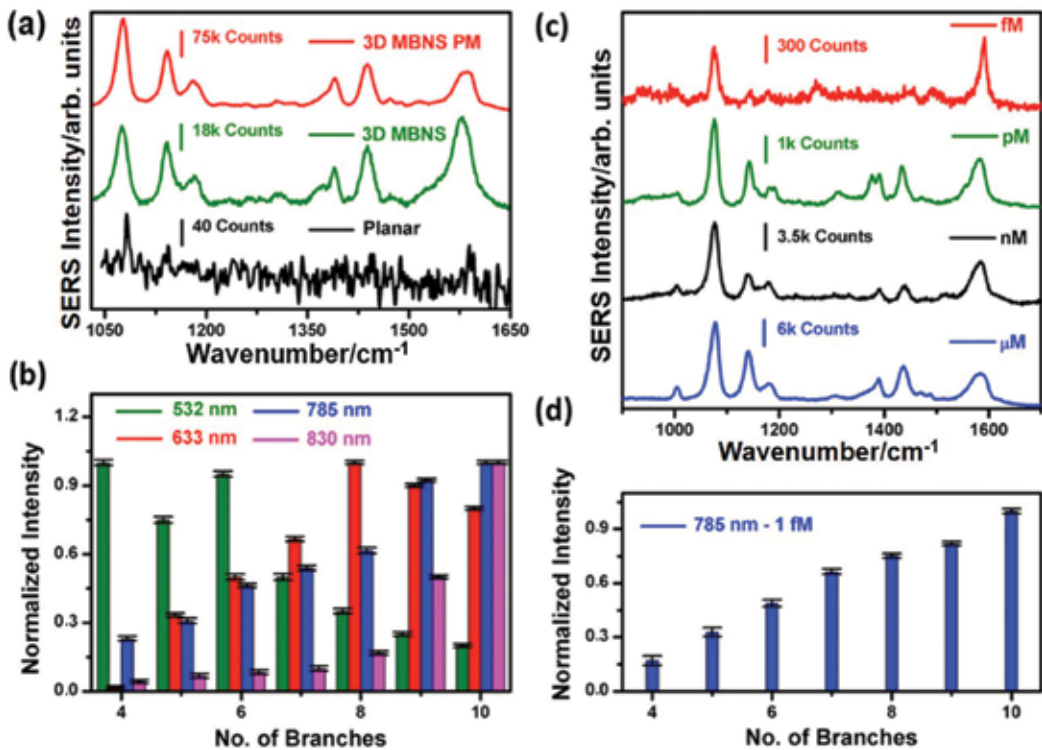 (a)
75k Counts
3D MBNS PM
18k Counts
3D MBNS
40 Counts
Planar
SERS Intensity/arb. units
1050 1200 1350 1500 1650
Wavenumber/cm-1
(b)
532 nm 785 nm
633 nm 830 nm
1.2
0.9
0.6
0.3
0.0
Normalized Intensity
4 6 8 10
No. of Branches
(c)
300 Counts
fM
1k Counts
pM
3.5k Counts
nM
6k Counts
μM
SERS Intensity/arb. units
1000 1200 1400 1600
Wavenumber/cm-1
(d)
785 nm - 1 fM
0.9
0.6
0.3
0.0
Normalized Intensity
4 5 6 7 8 9 10
No. of Branches